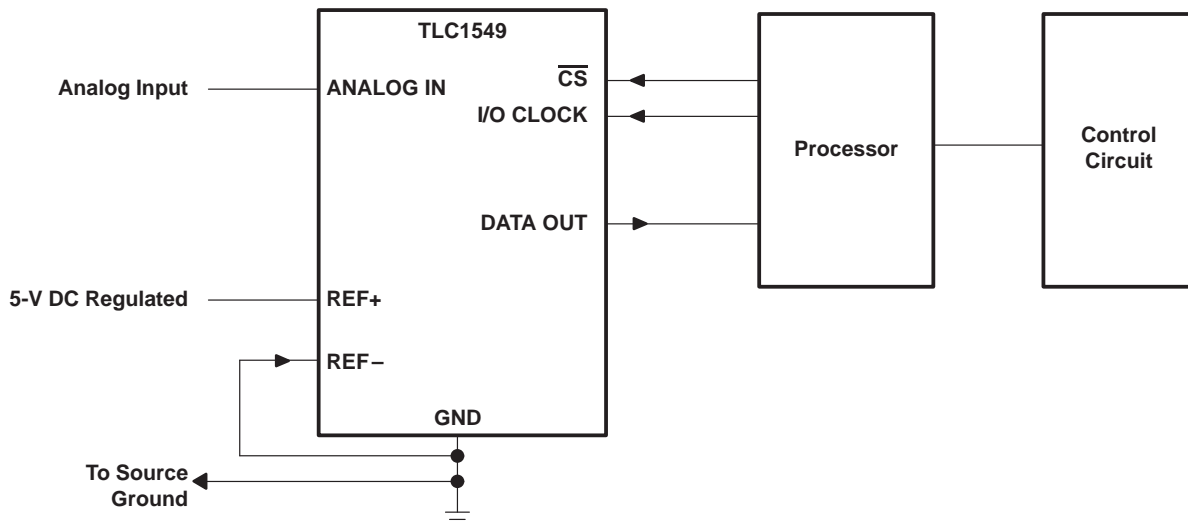 TLC1549
Analog Input
ANALOG IN
C̅S̅
I/O CLOCK
Processor
Control
Circuit
DATA OUT
5-V DC Regulated
REF+
REF–
GND
To Source
Ground